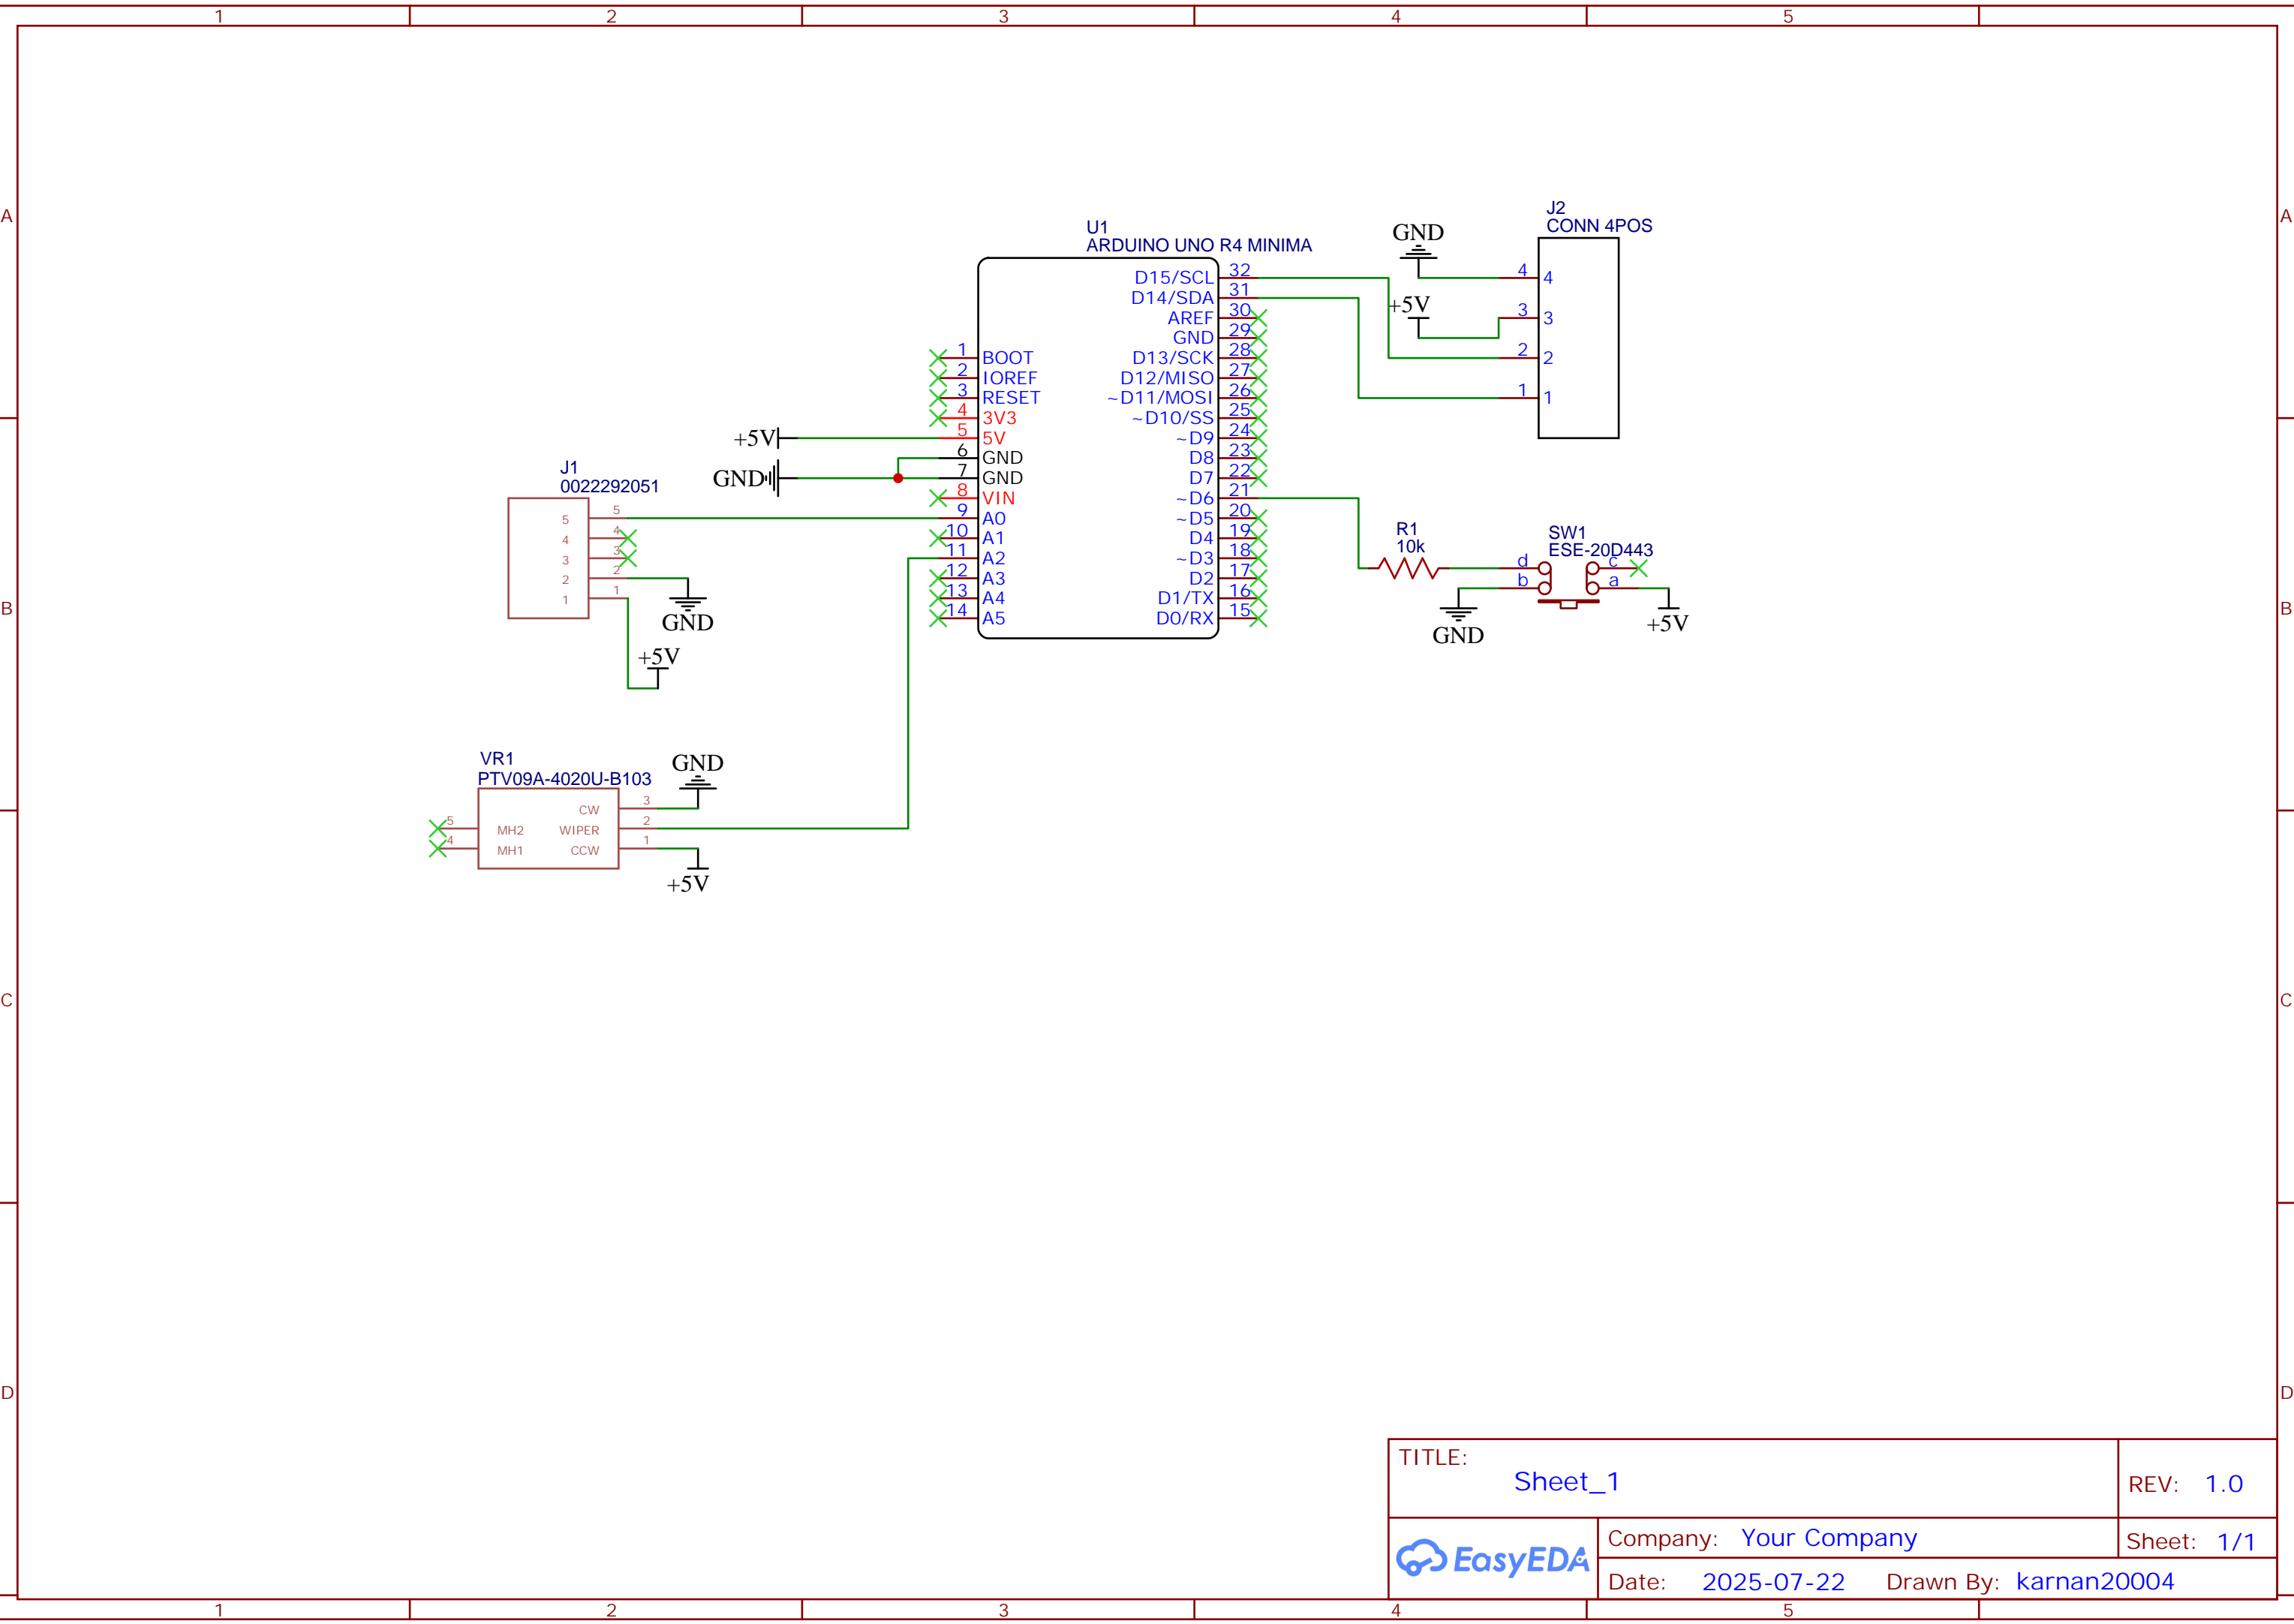 1 2 3 4 5
A A
B B
C C
D D
U1
ARDUINO UNO R4 MINIMA
1 BOOT
2 IOREF
3 RESET
4 3V3
5 5V
6 GND
7 GND
8 VIN
9 A0
10 A1
11 A2
12 A3
13 A4
14 A5
D15/SCL 32
D14/SDA 31
AREF 30
GND 29
D13/SCK 28
D12/MISO 27
~D11/MOSI 26
~D10/SS 25
~D9 24
D8 23
D7 22
~D6 21
~D5 20
D4 19
~D3 18
D2 17
D1/TX 16
D0/RX 15
+5V
GND
J2
CONN 4POS
GND
+5V
4 4
3 3
2 2
1 1
J1
0022292051
5 5
4 4
3 3
2 2
1 1
GND
+5V
R1
10k
SW1
ESE-20D443
d c
b a
GND
+5V
VR1
PTV09A-4020U-B103
GND
CW 3
5 MH2 WIPER 2
4 MH1 CCW 1
+5V
TITLE:
Sheet_1
REV: 1.0
EasyEDA
Company: Your Company
Sheet: 1/1
Date: 2025-07-22 Drawn By: karnan20004
1 2 3 4 5